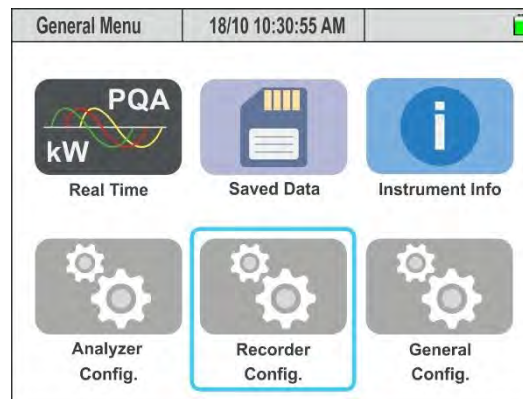 General Menu 18/10 10:30:55 AM
PQA
kW
i
Real Time Saved Data Instrument Info
Analyzer Recorder General
Config. Config. Config.